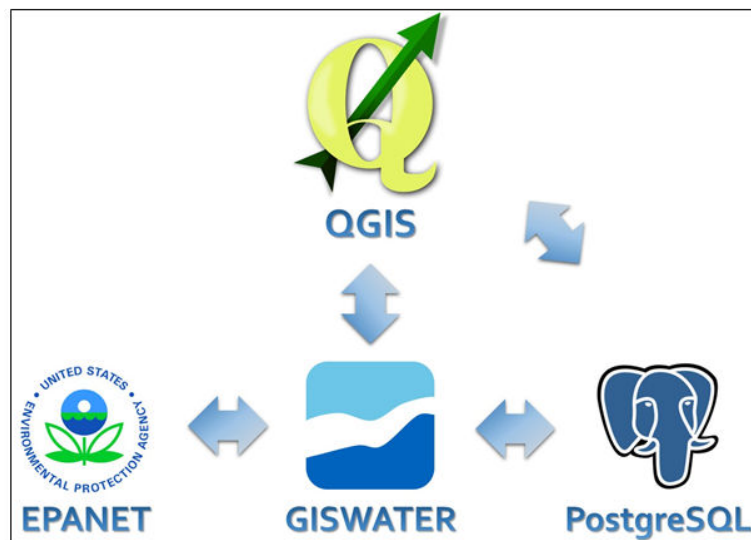 QGIS
UNITED STATES
ENVIRONMENTAL PROTECTION AGENCY
EPANET
GISWATER
PostgreSQL